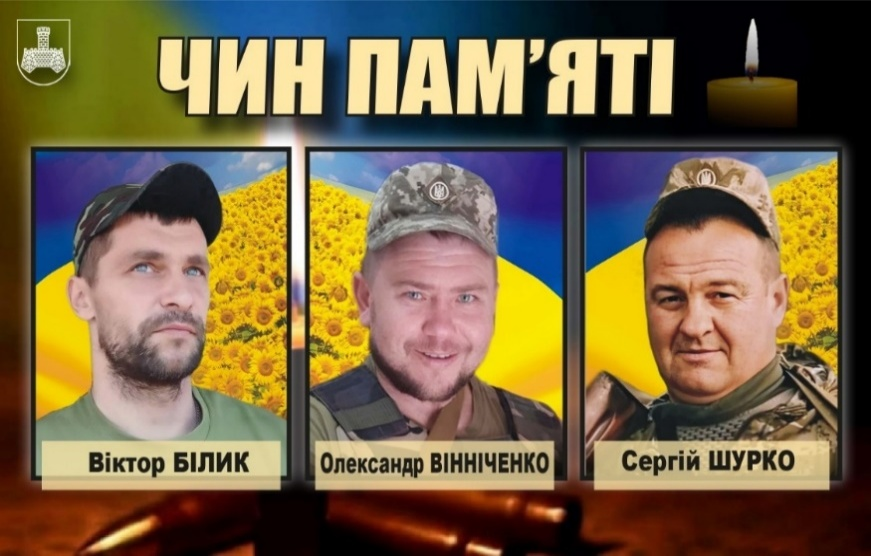 ЧИН ПАМ’ЯТІ
Віктор БІЛИК
Олександр ВІННІЧЕНКО
Сергій ШУРКО